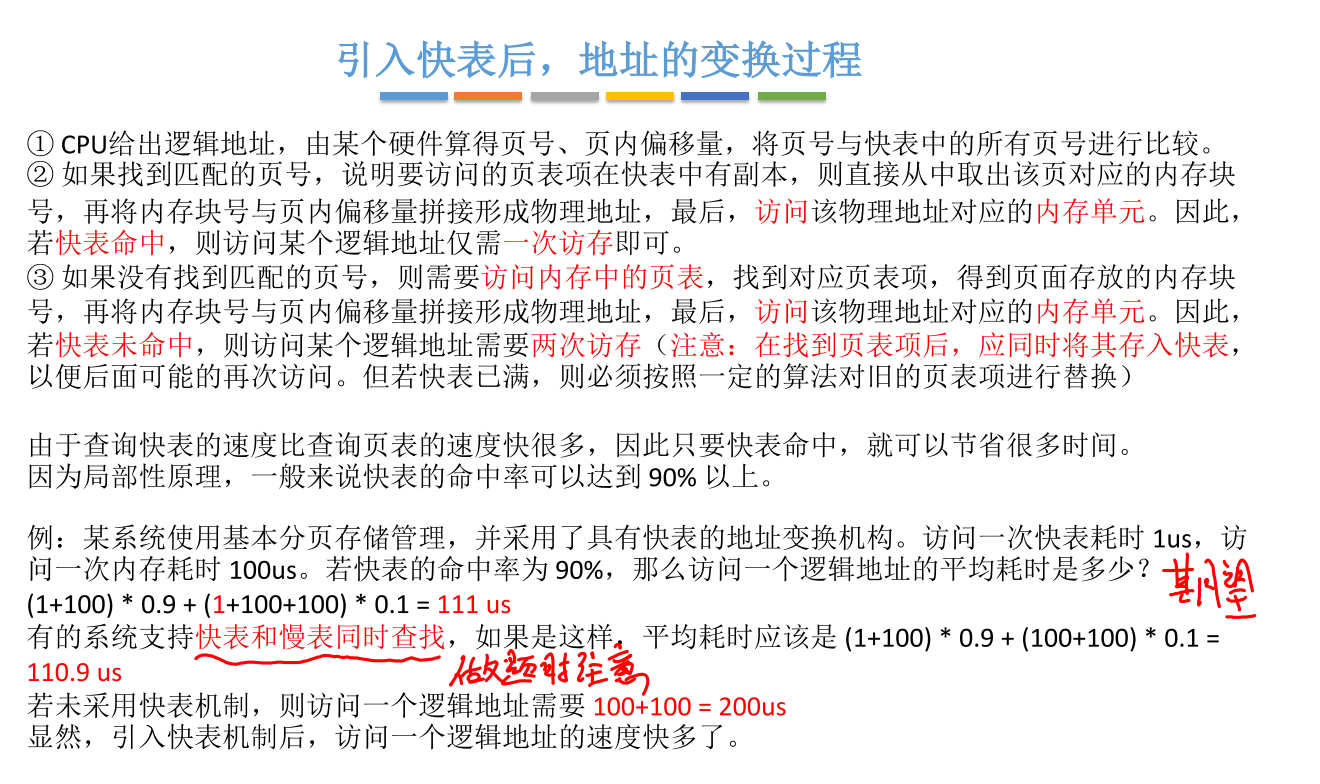 引入快表后，地址的变换过程
① CPU给出逻辑地址，由某个硬件算得页号、页内偏移量，将页号与快表中的所有页号进行比较。
② 如果找到匹配的页号，说明要访问的页表项在快表中有副本，则直接从中取出该页对应的内存块
号，再将内存块号与页内偏移量拼接形成物理地址，最后，访问该物理地址对应的内存单元。因此，
若快表命中，则访问某个逻辑地址仅需一次访存即可。
③ 如果没有找到匹配的页号，则需要访问内存中的页表，找到对应页表项，得到页面存放的内存块
号，再将内存块号与页内偏移量拼接形成物理地址，最后，访问该物理地址对应的内存单元。因此，
若快表未命中，则访问某个逻辑地址需要两次访存（注意：在找到页表项后，应同时将其存入快表，
以便后面可能的再次访问。但若快表已满，则必须按照一定的算法对旧的页表项进行替换）
由于查询快表的速度比查询页表的速度快很多，因此只要快表命中，就可以节省很多时间。
因为局部性原理，一般来说快表的命中率可以达到 90% 以上。
例：某系统使用基本分页存储管理，并采用了具有快表的地址变换机构。访问一次快表耗时 1us，访
问一次内存耗时 100us。若快表的命中率为 90%，那么访问一个逻辑地址的平均耗时是多少？
期望
(1+100) * 0.9 + (1+100+100) * 0.1 = 111 us
有的系统支持快表和慢表同时查找，如果是这样，平均耗时应该是 (1+100) * 0.9 + (100+100) * 0.1 =
110.9 us
做题时注意
若未采用快表机制，则访问一个逻辑地址需要 100+100 = 200us
显然，引入快表机制后，访问一个逻辑地址的速度快多了。